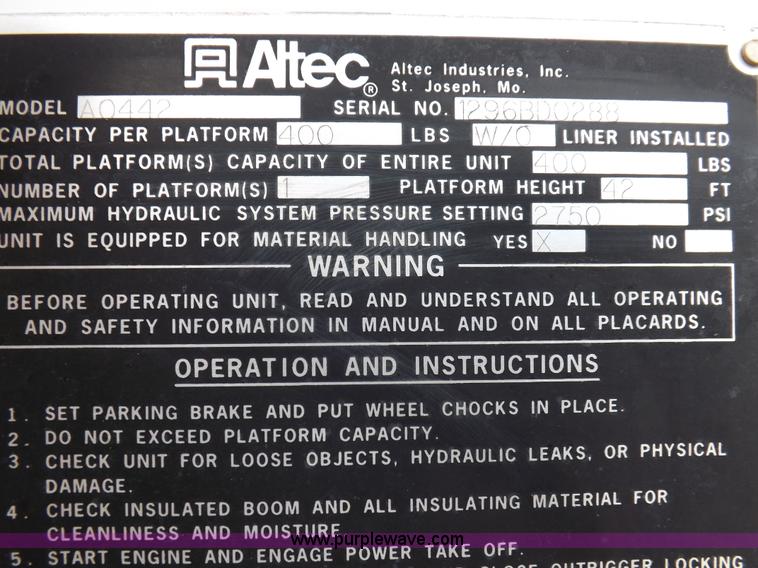 Altec® Altec Industries, Inc.
St. Joseph, Mo.
MODEL A0442 SERIAL NO. 1296BD0288
CAPACITY PER PLATFORM 400 LBS W/O LINER INSTALLED
TOTAL PLATFORM(S) CAPACITY OF ENTIRE UNIT 400 LBS
NUMBER OF PLATFORM(S) 1 PLATFORM HEIGHT 42 FT
MAXIMUM HYDRAULIC SYSTEM PRESSURE SETTING 2750 PSI
UNIT IS EQUIPPED FOR MATERIAL HANDLING YES X NO
WARNING
BEFORE OPERATING UNIT, READ AND UNDERSTAND ALL OPERATING
AND SAFETY INFORMATION IN MANUAL AND ON ALL PLACARDS.
OPERATION AND INSTRUCTIONS
1. SET PARKING BRAKE AND PUT WHEEL CHOCKS IN PLACE.
2. DO NOT EXCEED PLATFORM CAPACITY.
3. CHECK UNIT FOR LOOSE OBJECTS, HYDRAULIC LEAKS, OR PHYSICAL
DAMAGE.
4. CHECK INSULATED BOOM AND ALL INSULATING MATERIAL FOR
CLEANLINESS AND MOISTURE
www.purplewave.com
5. START ENGINE AND ENGAGE POWER TAKE OFF.
CLOSE OUTRIGGER LOCKING